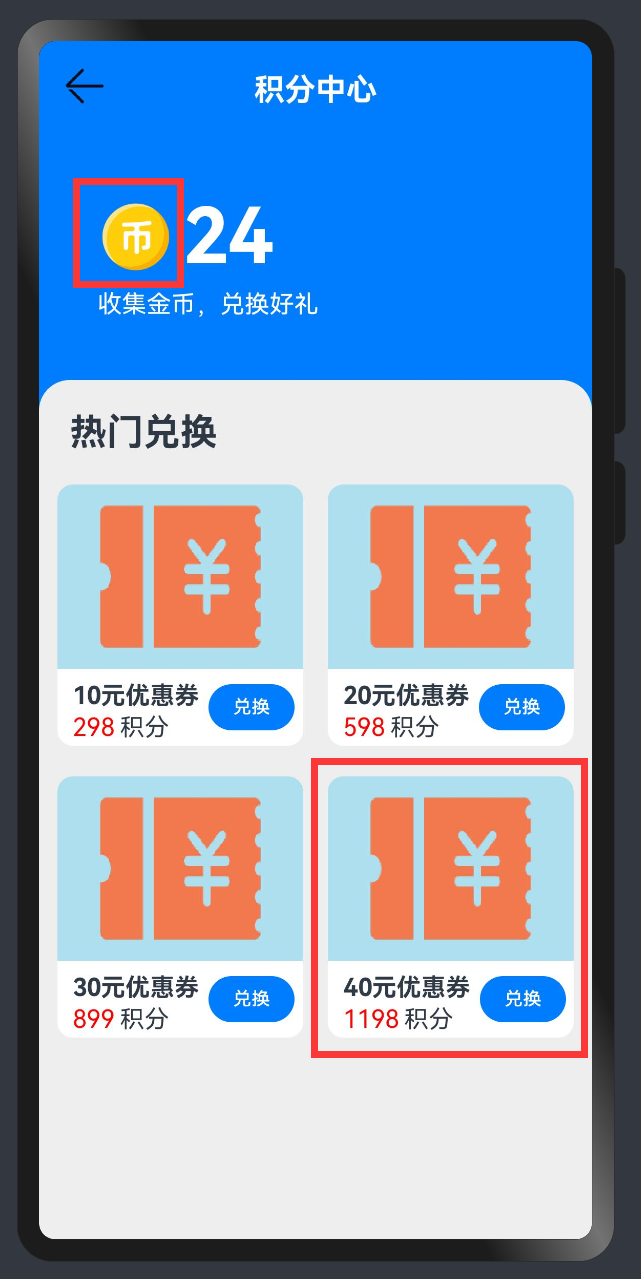 积分中心
币 24
收集金币，兑换好礼
热门兑换
10元优惠券
298 积分
兑换
20元优惠券
598 积分
兑换
30元优惠券
899 积分
兑换
40元优惠券
1198 积分
兑换